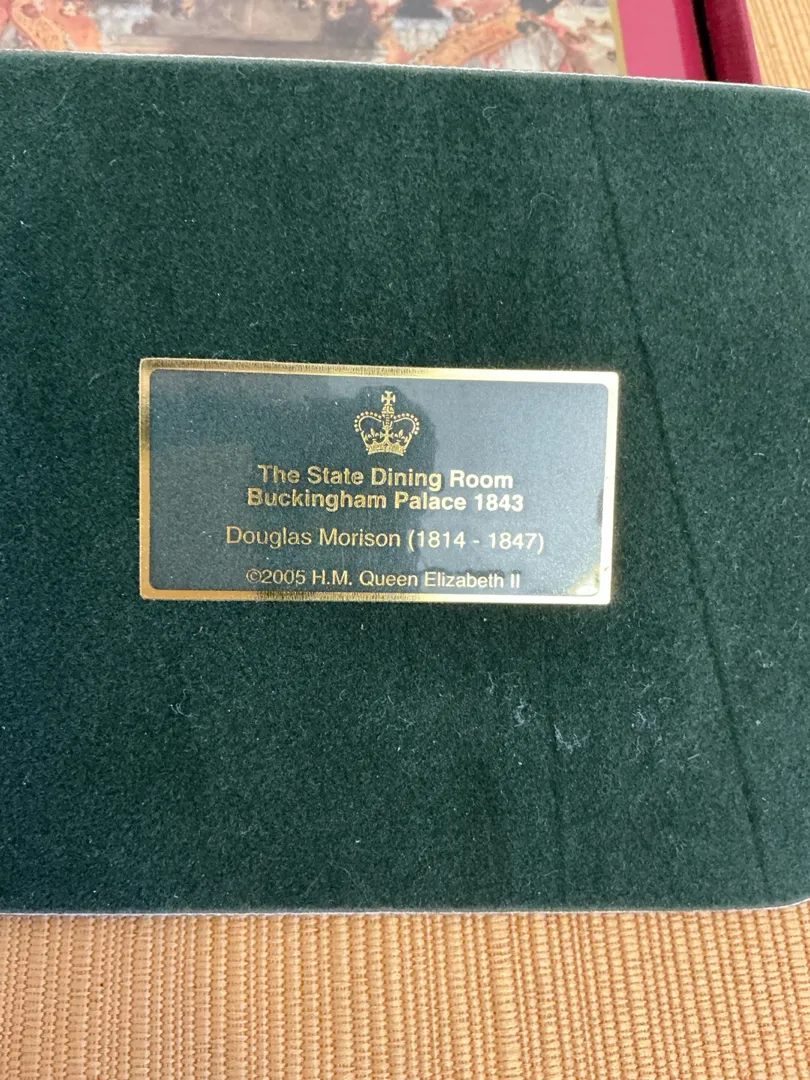 The State Dining Room
Buckingham Palace 1843
Douglas Morison (1814 - 1847)
©2005 H.M. Queen Elizabeth II